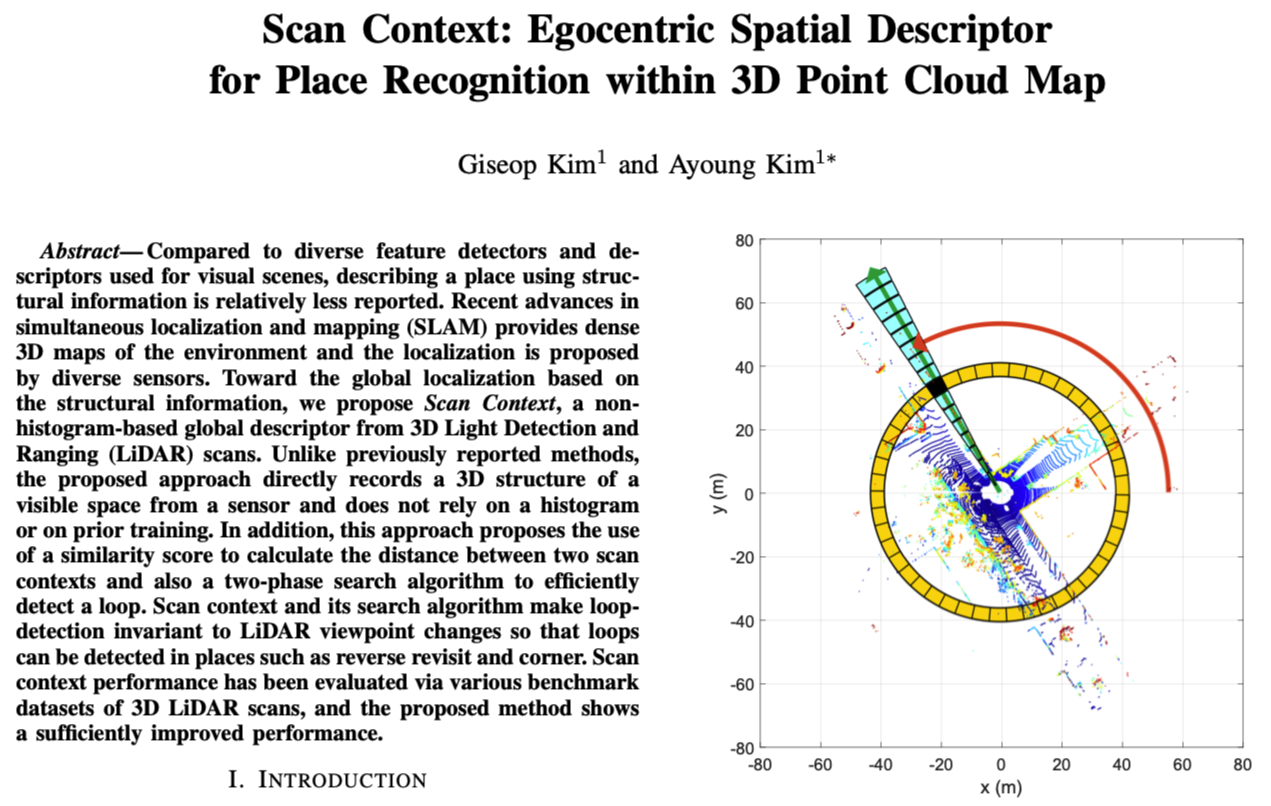 Scan Context: Egocentric Spatial Descriptor
for Place Recognition within 3D Point Cloud Map
Giseop Kim1 and Ayoung Kim1*
Abstract—Compared to diverse feature detectors and de-
scriptors used for visual scenes, describing a place using struc-
tural information is relatively less reported. Recent advances in
simultaneous localization and mapping (SLAM) provides dense
3D maps of the environment and the localization is proposed
by diverse sensors. Toward the global localization based on
the structural information, we propose Scan Context, a non-
histogram-based global descriptor from 3D Light Detection and
Ranging (LiDAR) scans. Unlike previously reported methods,
the proposed approach directly records a 3D structure of a
visible space from a sensor and does not rely on a histogram
or on prior training. In addition, this approach proposes the use
of a similarity score to calculate the distance between two scan
contexts and also a two-phase search algorithm to efficiently
detect a loop. Scan context and its search algorithm make loop-
detection invariant to LiDAR viewpoint changes so that loops
can be detected in places such as reverse revisit and corner. Scan
context performance has been evaluated via various benchmark
datasets of 3D LiDAR scans, and the proposed method shows
a sufficiently improved performance.
I. INTRODUCTION
80
60
40
20
0
-20
-40
-60
-80
y (m)
-80 -60 -40 -20 0 20 40 60 80
x (m)